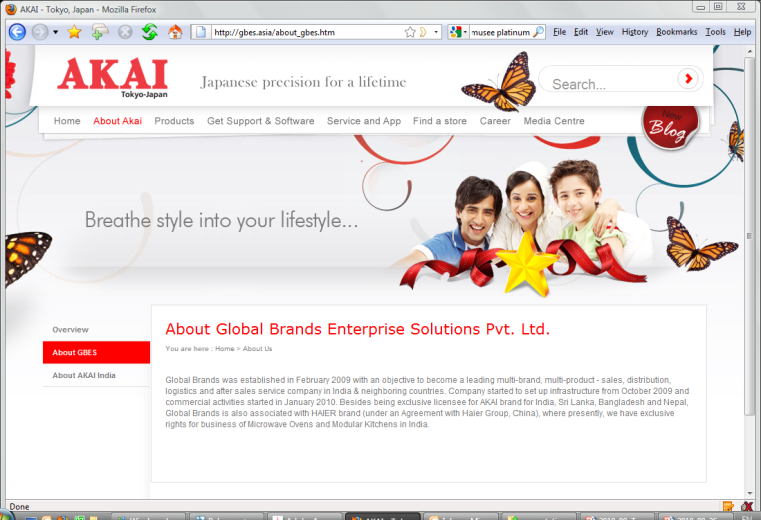 AKAI - Tokyo, Japan - Mozilla Firefox
http://gbes.asia/about_gbes.htm
musee platinum
File Edit View History Bookmarks Tools Help
AKAI
Tokyo-Japan
Japanese precision for a lifetime
Search...
Home About Akai Products Get Support & Software Service and App Find a store Career Media Centre
New
Blog
Breathe style into your lifestyle...
Overview
About GBES
About AKAI India
About Global Brands Enterprise Solutions Pvt. Ltd.
You are here : Home > About Us
Global Brands was established in February 2009 with an objective to become a leading multi-brand, multi-product - sales, distribution,
logistics and after sales service company in India & neighboring countries. Company started to set up infrastructure from October 2009 and
commercial activities started in January 2010. Besides being exclusive licensee for AKAI brand for India, Sri Lanka, Bangladesh and Nepal,
Global Brands is also associated with HAIER brand (under an Agreement with Haier Group, China), where presently, we have exclusive
rights for business of Microwave Ovens and Modular Kitchens in India.
Done